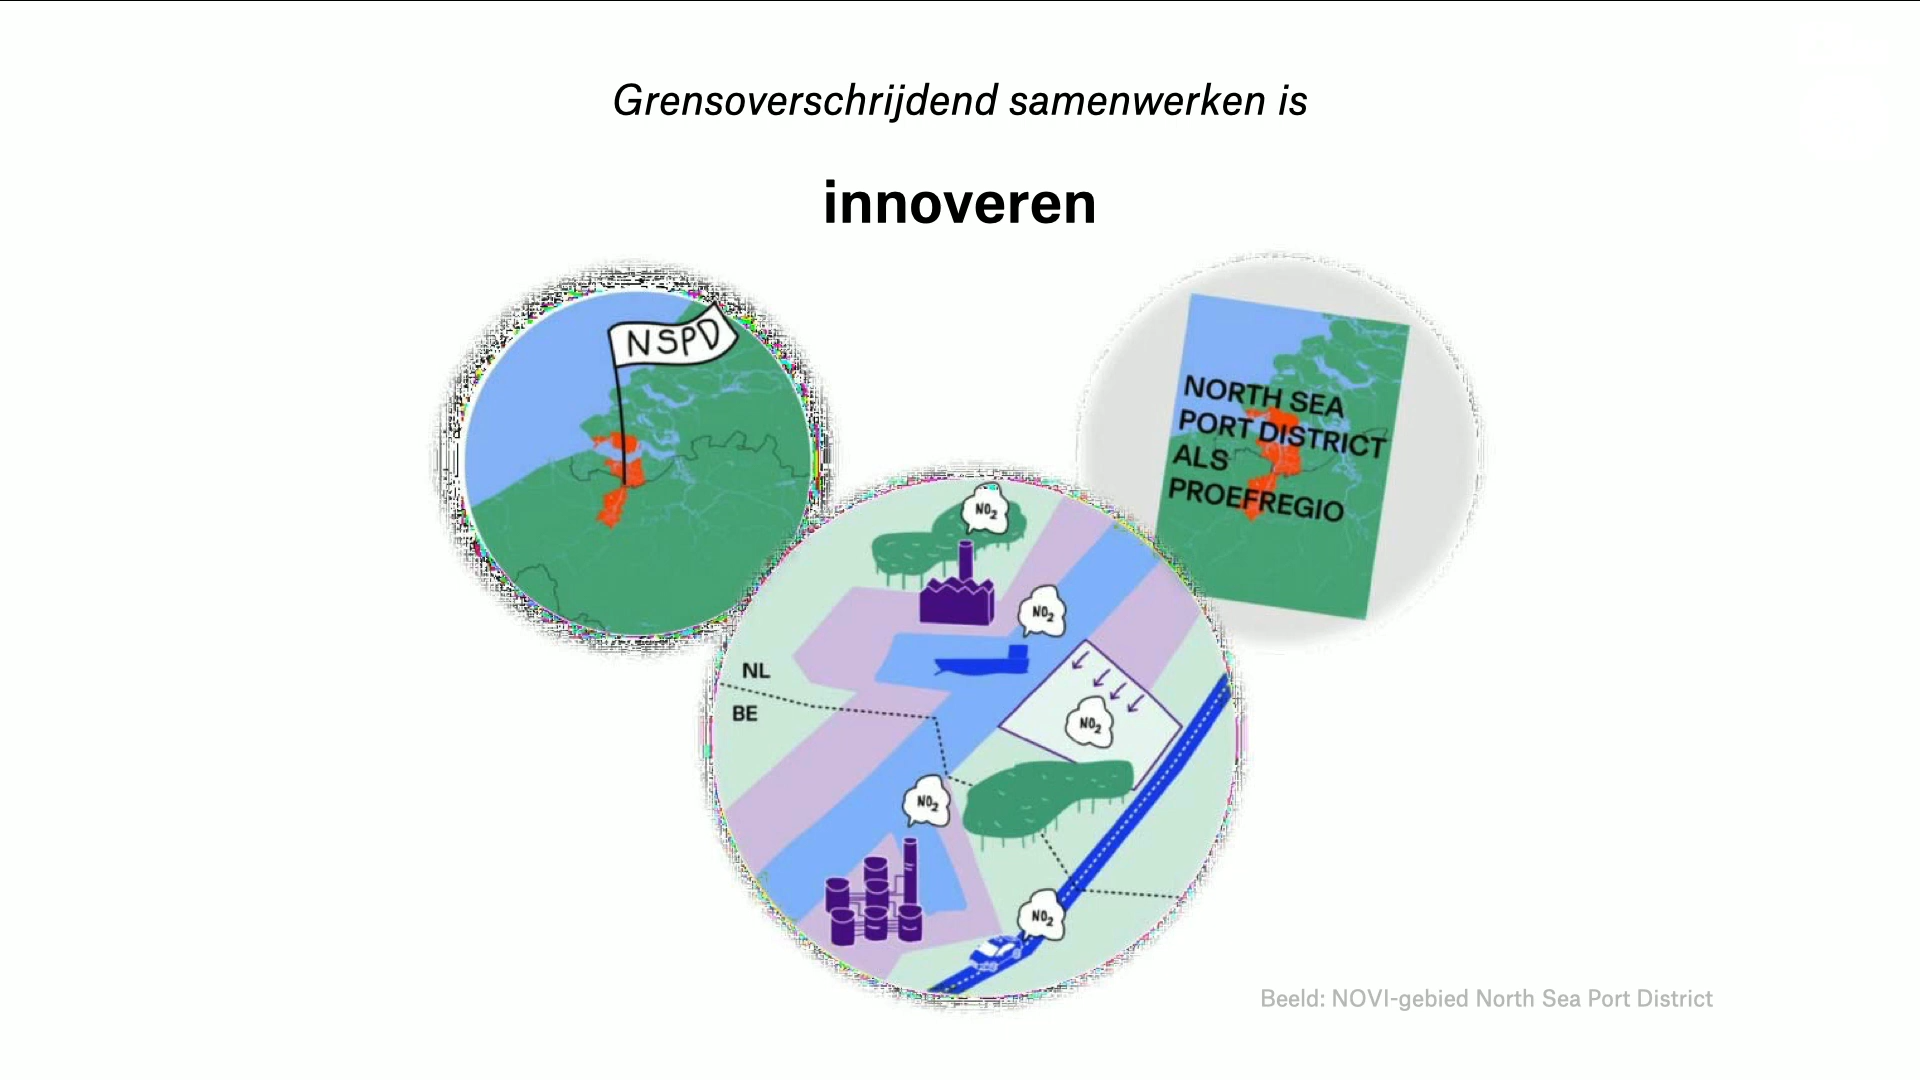 Grensoverschrijdend samenwerken is
innoveren
NSPD
NORTH SEA
PORT DISTRICT
ALS
PROEFREGIO
NO2
NO2
NL
BE
NO2
NO2
NO2
Beeld: NOVI-gebied North Sea Port District